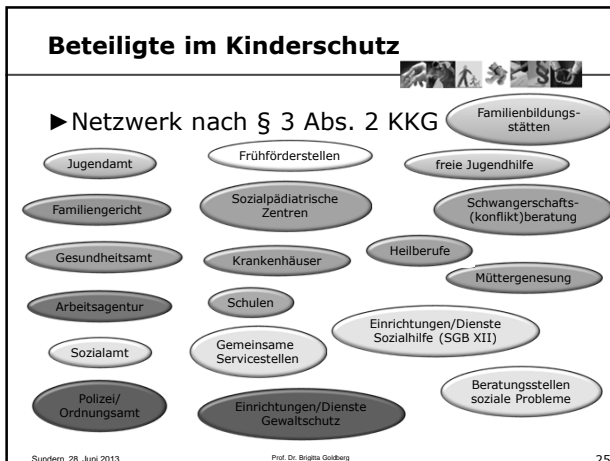 Beteiligte im Kinderschutz
►Netzwerk nach § 3 Abs. 2 KKG
Familienbildungs-
stätten
Jugendamt
Frühförderstellen
freie Jugendhilfe
Familiengericht
Sozialpädiatrische
Zentren
Schwangerschafts-
(konflikt)beratung
Gesundheitsamt
Krankenhäuser
Heilberufe
Müttergenesung
Arbeitsagentur
Schulen
Einrichtungen/Dienste
Sozialhilfe (SGB XII)
Sozialamt
Gemeinsame
Servicestellen
Beratungsstellen
soziale Probleme
Polizei/
Ordnungsamt
Einrichtungen/Dienste
Gewaltschutz
Sundern, 28. Juni 2013
Prof. Dr. Brigitta Goldberg
25